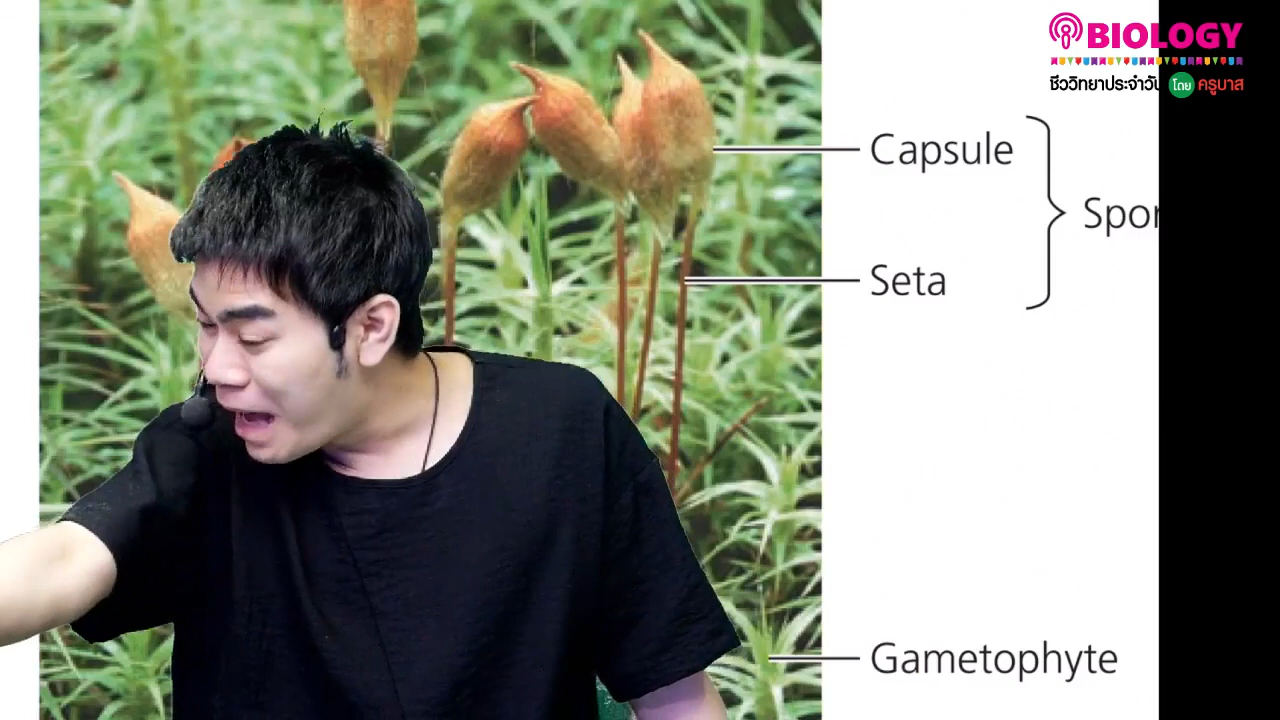 BIOLOGY
ชีววิทยาประจำวัน โดย ครูบาส
Capsule
Spor
Seta
Gametophyte